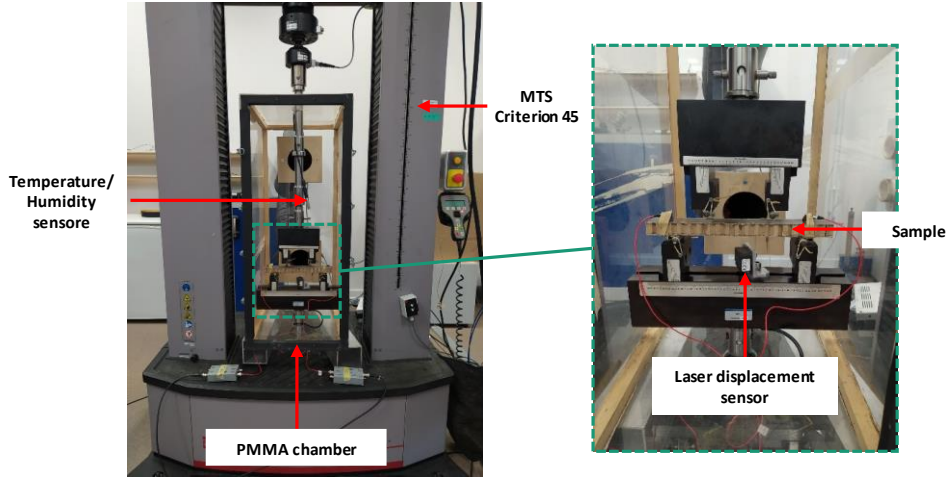 MTS
Criterion 45
Temperature/
Humidity
sensore
Sample
Laser displacement
sensor
PMMA chamber